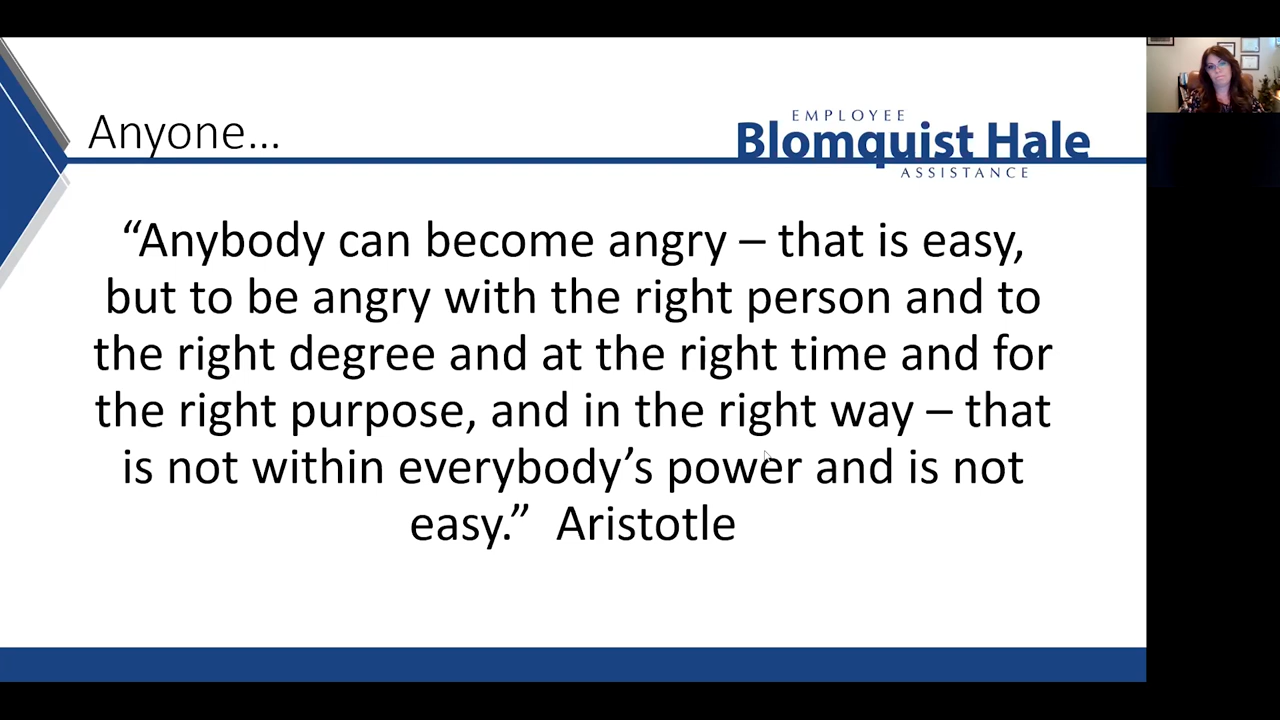 Anyone...
EMPLOYEE
Blomquist Hale
ASSISTANCE
“Anybody can become angry – that is easy,
but to be angry with the right person and to
the right degree and at the right time and for
the right purpose, and in the right way – that
is not within everybody’s power and is not
easy.”  Aristotle